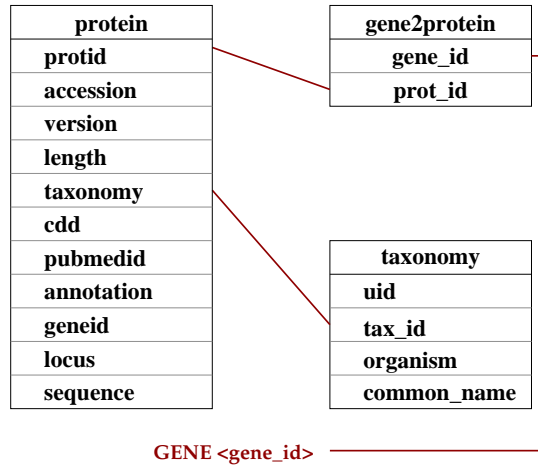 protein
protid
accession
version
length
taxonomy
cdd
pubmedid
annotation
geneid
locus
sequence
gene2protein
gene_id
prot_id
taxonomy
uid
tax_id
organism
common_name
GENE <gene_id>